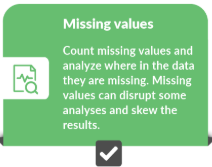 Missing values
Count missing values and
analyze where in the data
they are missing. Missing
values can disrupt some
analyses and skew the
results.